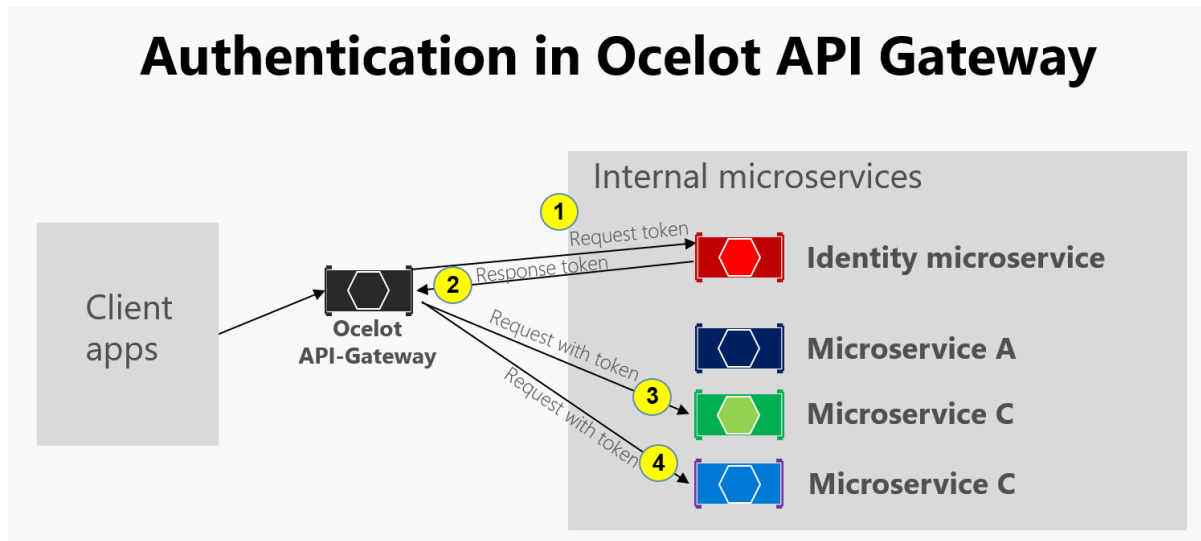 Authentication in Ocelot API Gateway
Internal microservices
1
Request token
Identity microservice
2
Response token
Client
apps
Ocelot
API-Gateway
Request with token
3
Microservice A
Microservice C
Request with token
4
Microservice C